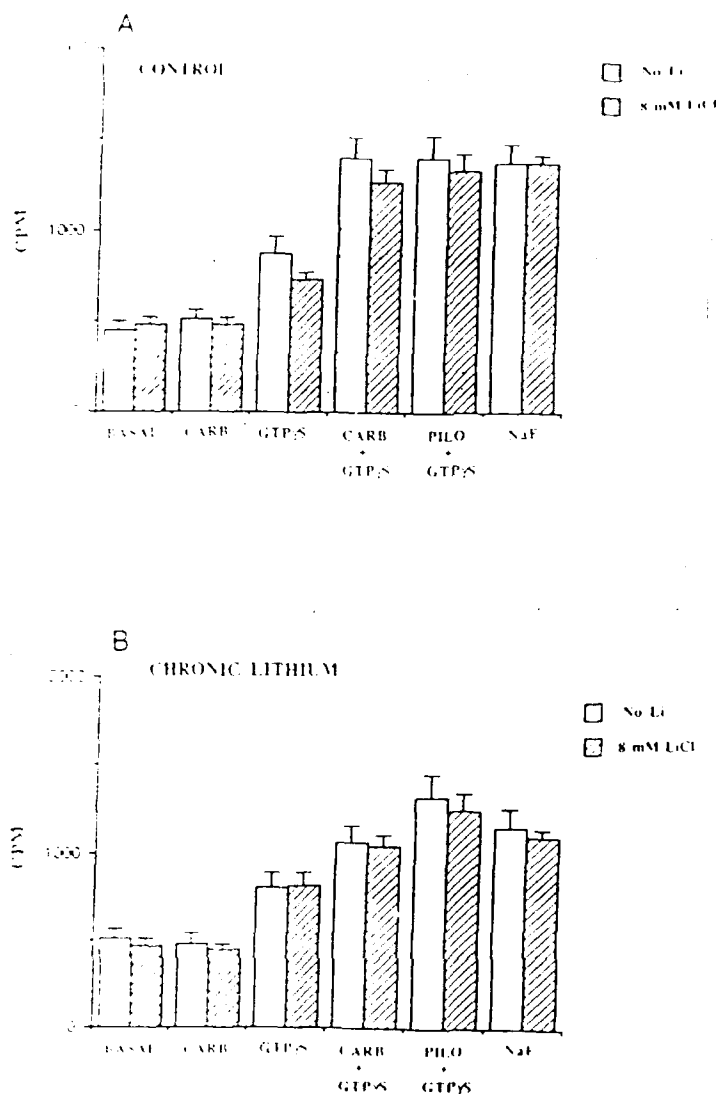 A
CONTROL
No Li
8 mM LiCl
CPM
1000
BASAL
CARB
GTPγS
CARB
+
GTPγS
PILO
+
GTPγS
NaF
B
CHRONIC LITHIUM
2000
No Li
8 mM LiCl
CPM
1000
0
BASAL
CARB
GTPγS
CARB
+
GTPγS
PILO
+
GTPγS
NaF